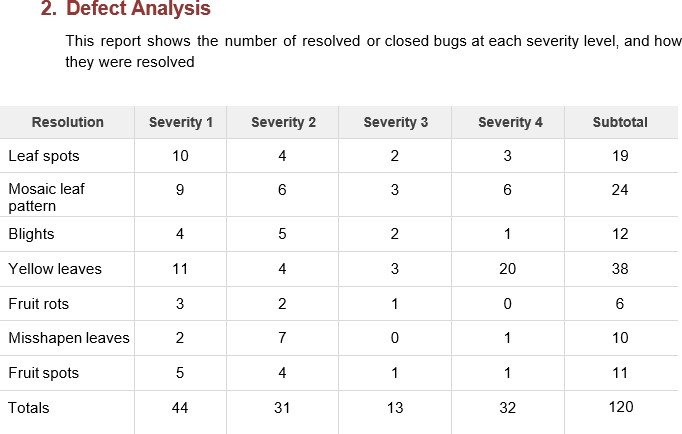 2. Defect Analysis
This report shows the number of resolved or closed bugs at each severity level, and how
they were resolved
Resolution Severity 1 Severity 2 Severity 3 Severity 4 Subtotal
Leaf spots 10 4 2 3 19
Mosaic leaf
pattern 9 6 3 6 24
Blights 4 5 2 1 12
Yellow leaves 11 4 3 20 38
Fruit rots 3 2 1 0 6
Misshapen leaves 2 7 0 1 10
Fruit spots 5 4 1 1 11
Totals 44 31 13 32 120